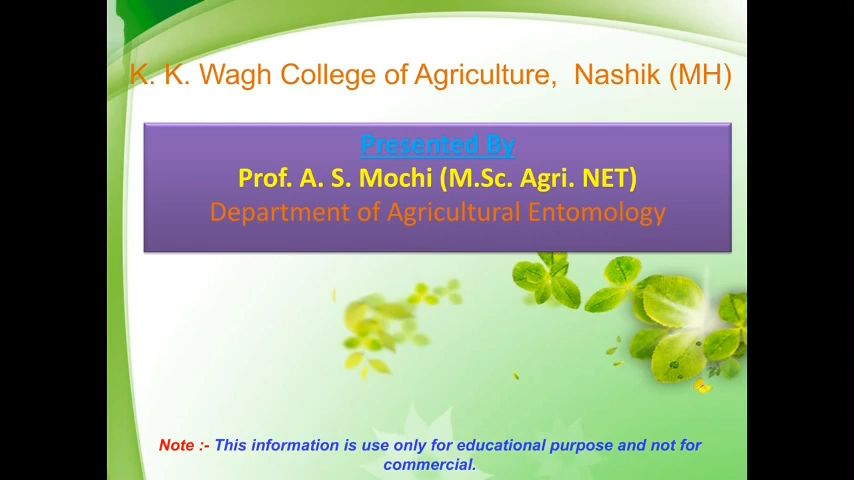 K. K. Wagh College of Agriculture, Nashik (MH)
Presented By
Prof. A. S. Mochi (M.Sc. Agri. NET)
Department of Agricultural Entomology
Note :- This information is use only for educational purpose and not for
commercial.